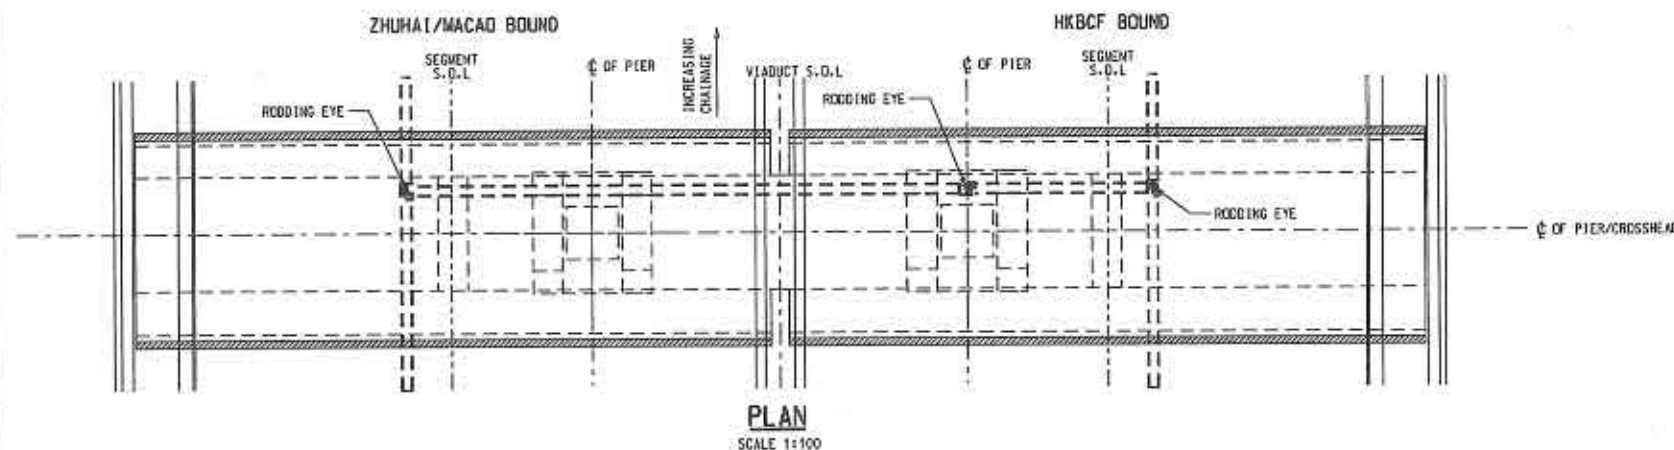 ZHUHAI/MACAO BOUND
HKBCF BOUND
SEGMENT
S.O.L
℄ OF PIER
INCREASING
CHAINAGE
VIADUCT S.O.L
℄ OF PIER
SEGMENT
S.O.L
RODDING EYE
RODDING EYE
RODDING EYE
℄ OF PIER/CROSSHEAD
PLAN
SCALE 1:100